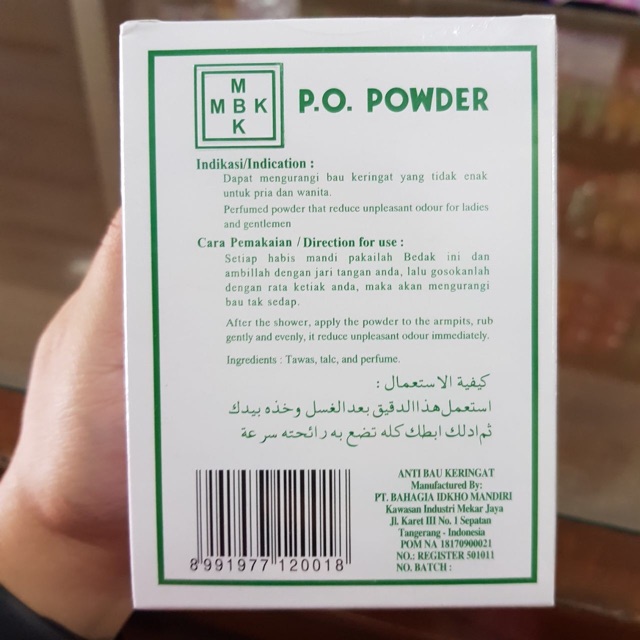 M
M B K
K
P.O. POWDER
Indikasi/Indication :
Dapat mengurangi bau keringat yang tidak enak
untuk pria dan wanita.
Perfumed powder that reduce unpleasant odour for ladies
and gentlemen
Cara Pemakaian / Direction for use :
Setiap habis mandi pakailah Bedak ini dan
ambillah dengan jari tangan anda, lalu gosokanlah
dengan rata ketiak anda, maka akan mengurangi
bau tak sedap.
After the shower, apply the powder to the armpits, rub
gently and evenly, it reduce unpleasant odour immediately.
Ingredients : Tawas, talc, and perfume.
كيفية الاستعمال :
استعمل هذا الدقيق بعد الغسل وخذه بيدك
ثم ادلك ابطك كله تضع به رائحته سرعة
ANTI BAU KERINGAT
Manufactured By:
PT. BAHAGIA IDKHO MANDIRI
Kawasan Industri Mekar Jaya
Jl. Karet III No. 1 Sepatan
Tangerang - Indonesia
POM NA 18170900021
NO.: REGISTER 501011
NO. BATCH :
8 991977 120018